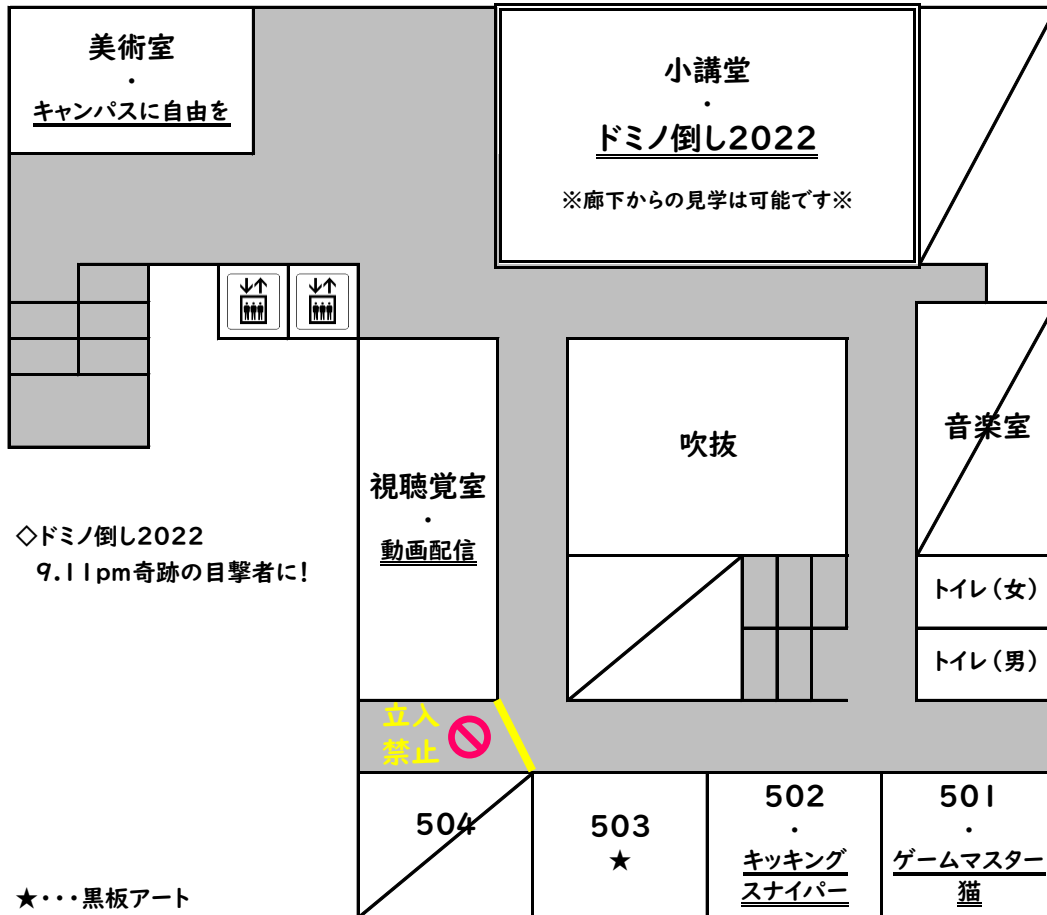 美術室
・
キャンパスに自由を
小講堂
・
ドミノ倒し2022
※廊下からの見学は可能です※
吹抜
音楽室
視聴覚室
・
動画配信
◇ドミノ倒し2022
9.11pm奇跡の目撃者に!
トイレ(女)
トイレ(男)
立入
禁止
504
503
★
502
・
キッキング
スナイパー
501
・
ゲームマスター
猫
★・・・黒板アート